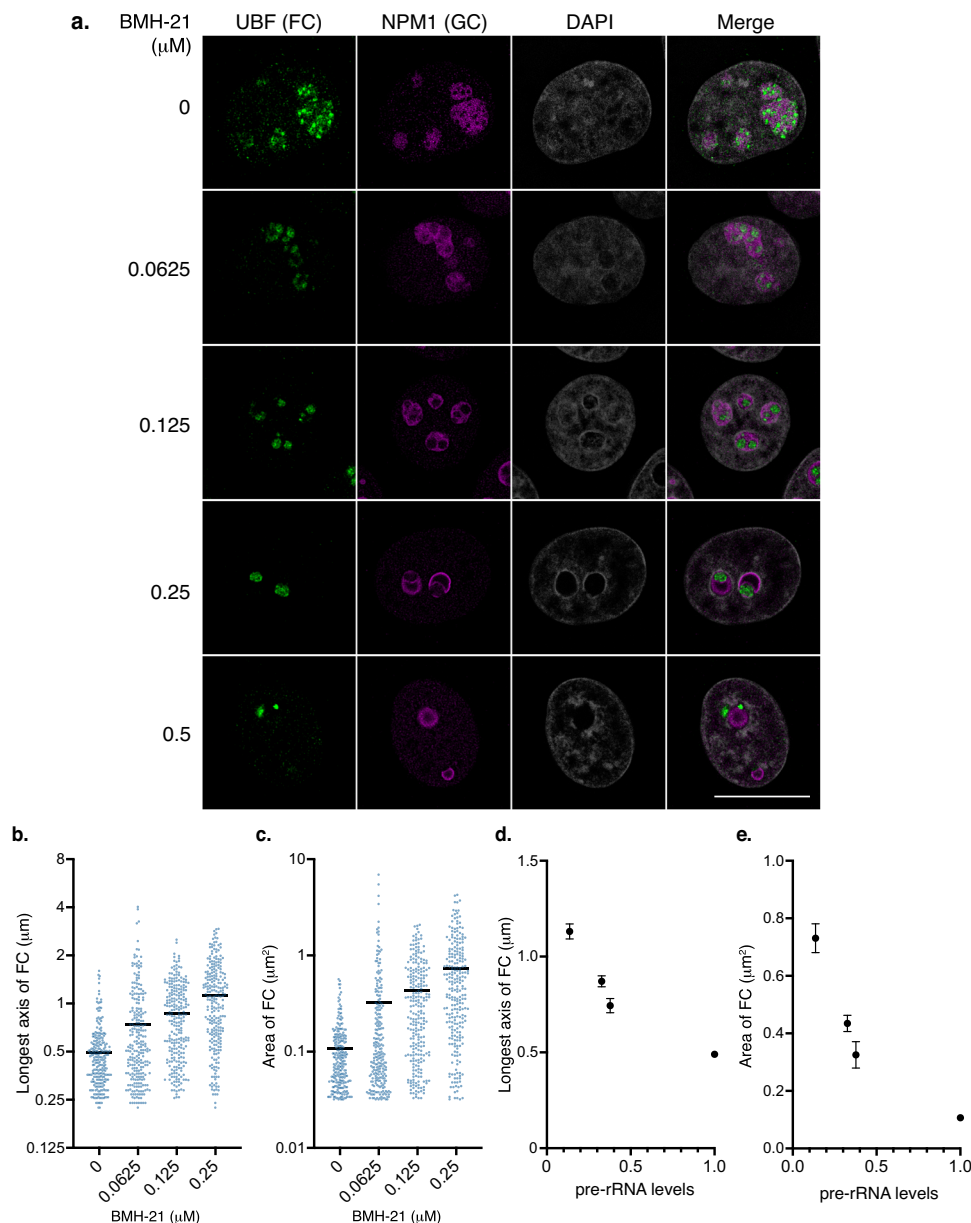 a.
BMH-21 (μM)
UBF (FC)
NPM1 (GC)
DAPI
Merge
0
0.0625
0.125
0.25
0.5
b.
Longest axis of FC (μm)
8
4
2
1
0.5
0.25
0.125
0
0.0625
0.125
0.25
BMH-21 (μM)
c.
Area of FC (μm²)
10
1
0.1
0.01
0
0.0625
0.125
0.25
BMH-21 (μM)
d.
Longest axis of FC (μm)
1.5
1.0
0.5
0
0
0.5
1.0
pre-rRNA levels
e.
Area of FC (μm²)
1.0
0.8
0.6
0.4
0.2
0.0
0.0
0.5
1.0
pre-rRNA levels